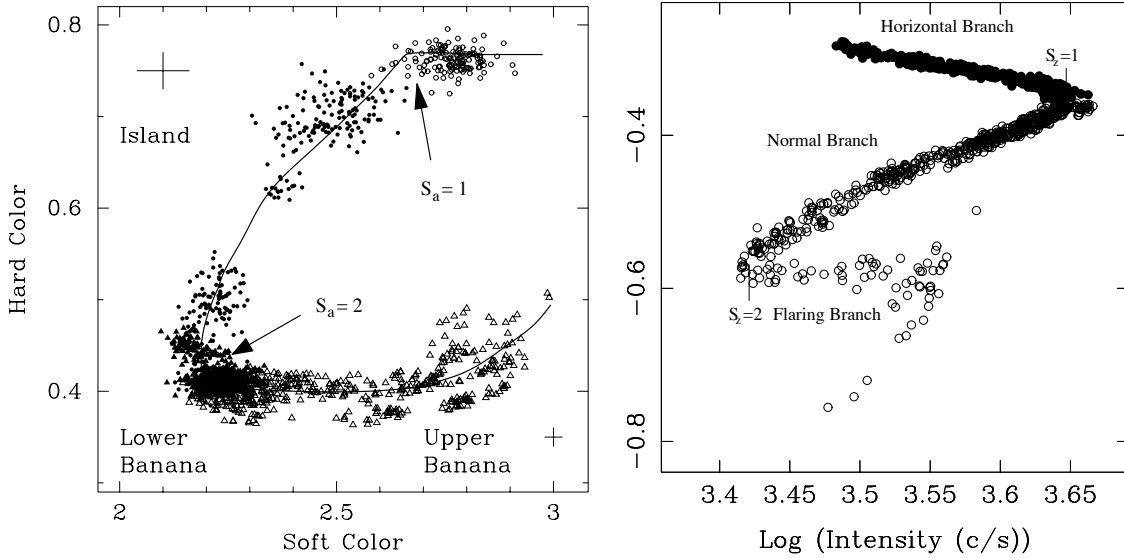 0.8
0.6
0.4
Hard Color
Island
S_a= 1
S_a= 2
Lower
Banana
Upper
Banana
2
2.5
3
Soft Color
Horizontal Branch
S_z=1
Normal Branch
S_z=2 Flaring Branch
−0.4
−0.6
−0.8
3.4
3.45
3.5
3.55
3.6
3.65
Log (Intensity (c/s))